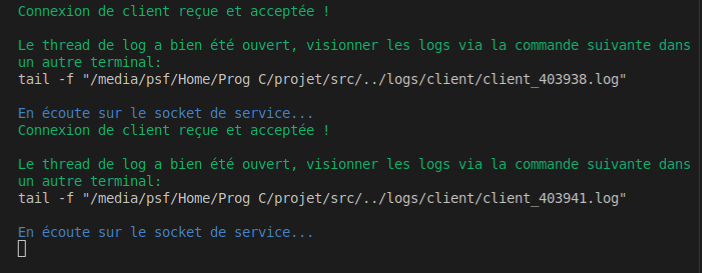 Connexion de client reçue et acceptée !
Le thread de log a bien été ouvert, visionner les logs via la commande suivante dans
un autre terminal:
tail -f "/media/psf/Home/Prog C/projet/src/../logs/client/client_403938.log"
En écoute sur le socket de service...
Connexion de client reçue et acceptée !
Le thread de log a bien été ouvert, visionner les logs via la commande suivante dans
un autre terminal:
tail -f "/media/psf/Home/Prog C/projet/src/../logs/client/client_403941.log"
En écoute sur le socket de service...